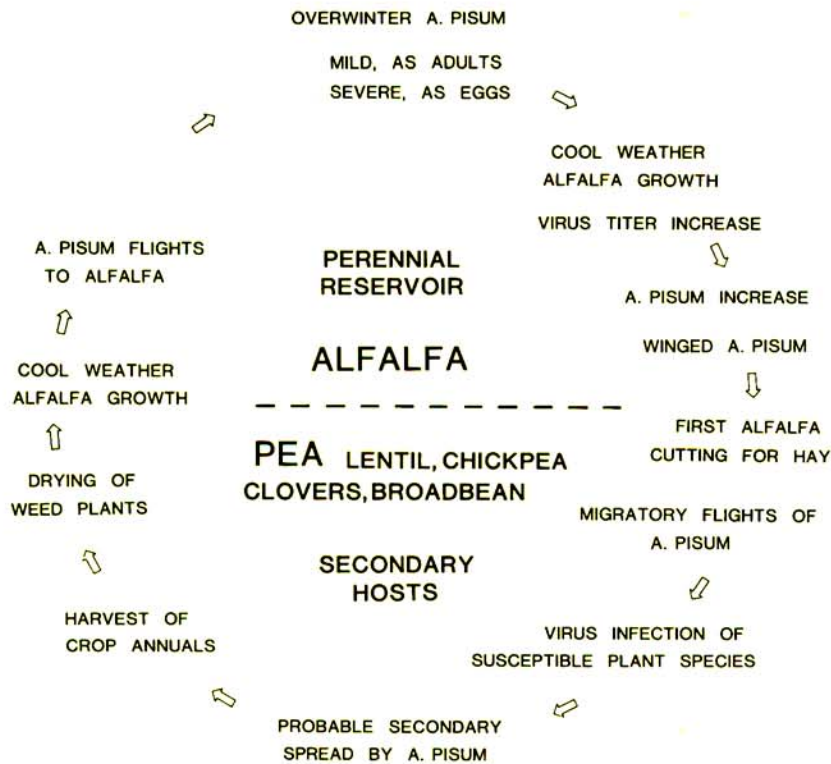 OVERWINTER A. PISUM
MILD, AS ADULTS
SEVERE, AS EGGS
COOL WEATHER
ALFALFA GROWTH
VIRUS TITER INCREASE
A. PISUM INCREASE
WINGED A. PISUM
FIRST ALFALFA
CUTTING FOR HAY
MIGRATORY FLIGHTS OF
A. PISUM
VIRUS INFECTION OF
SUSCEPTIBLE PLANT SPECIES
PROBABLE SECONDARY
SPREAD BY A. PISUM
HARVEST OF
CROP ANNUALS
DRYING OF
WEED PLANTS
COOL WEATHER
ALFALFA GROWTH
A. PISUM FLIGHTS
TO ALFALFA
PERENNIAL
RESERVOIR
ALFALFA
PEA LENTIL, CHICKPEA
CLOVERS, BROADBEAN
SECONDARY
HOSTS